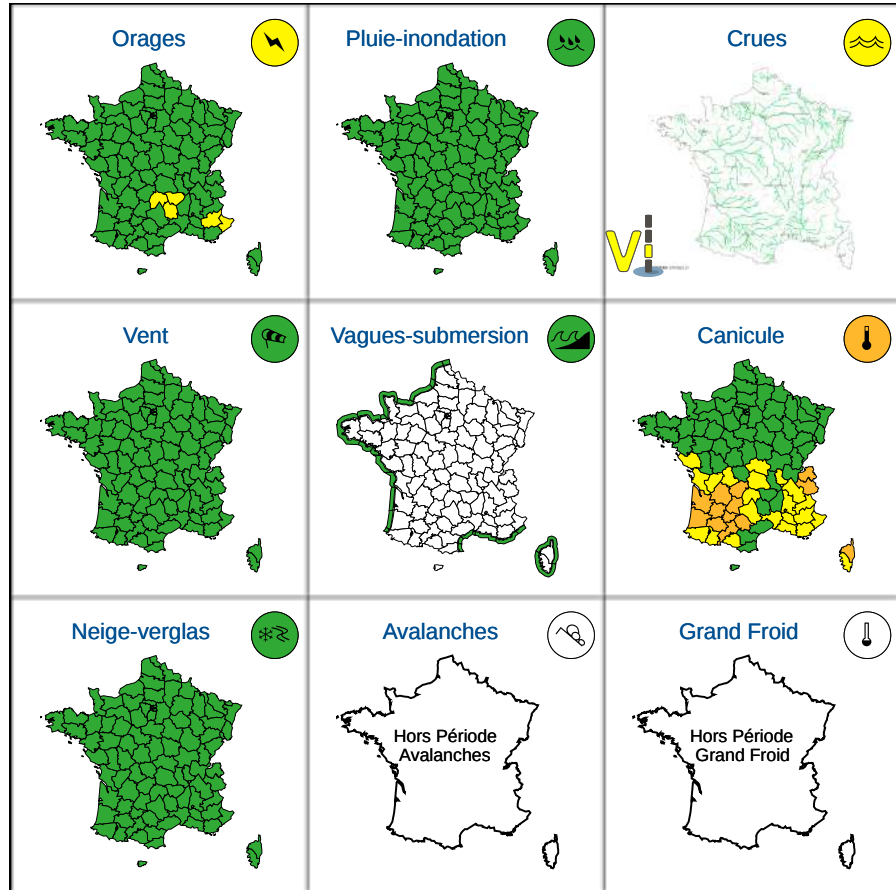 Orages
Pluie-inondation
Crues
Vi
Vent
Vagues-submersion
Canicule
Neige-verglas
Avalanches
Grand Froid
Hors Période
Avalanches
Hors Période
Grand Froid